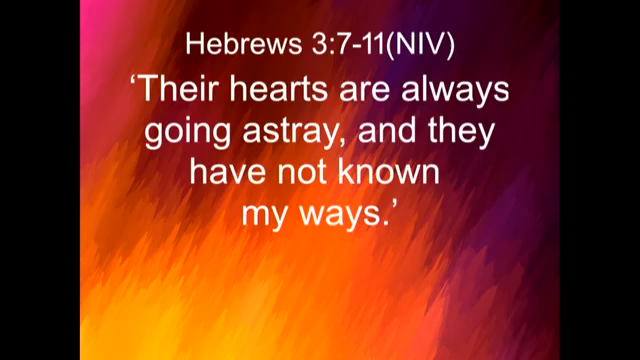 Hebrews 3:7-11(NIV)
‘Their hearts are always
going astray, and they
have not known
my ways.’